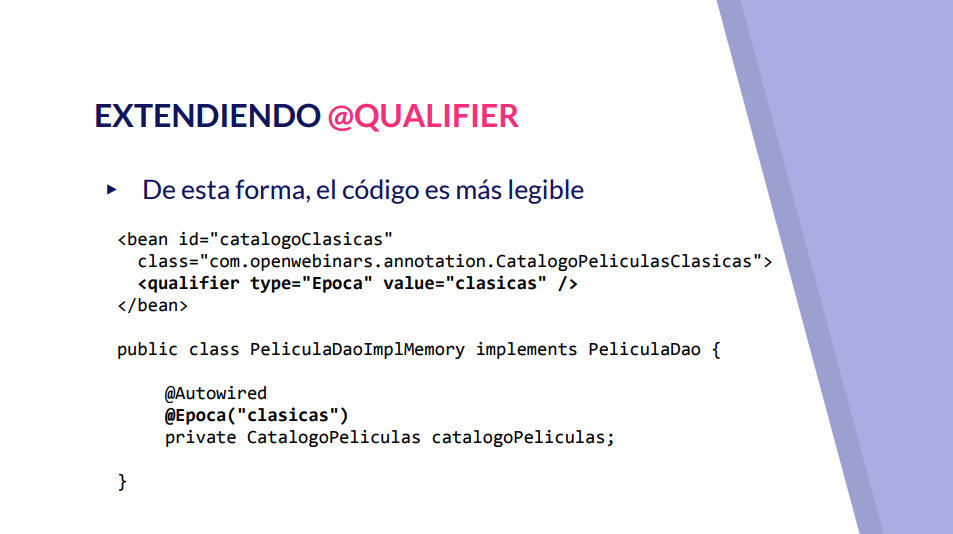 EXTENDIENDO @QUALIFIER
▸ De esta forma, el código es más legible
<bean id="catalogoClasicas"
class="com.openwebinars.annotation.CatalogoPeliculasClasicas">
<qualifier type="Epoca" value="clasicas" />
</bean>
public class PeliculaDaoImplMemory implements PeliculaDao {
@Autowired
@Epoca("clasicas")
private CatalogoPeliculas catalogoPeliculas;
}